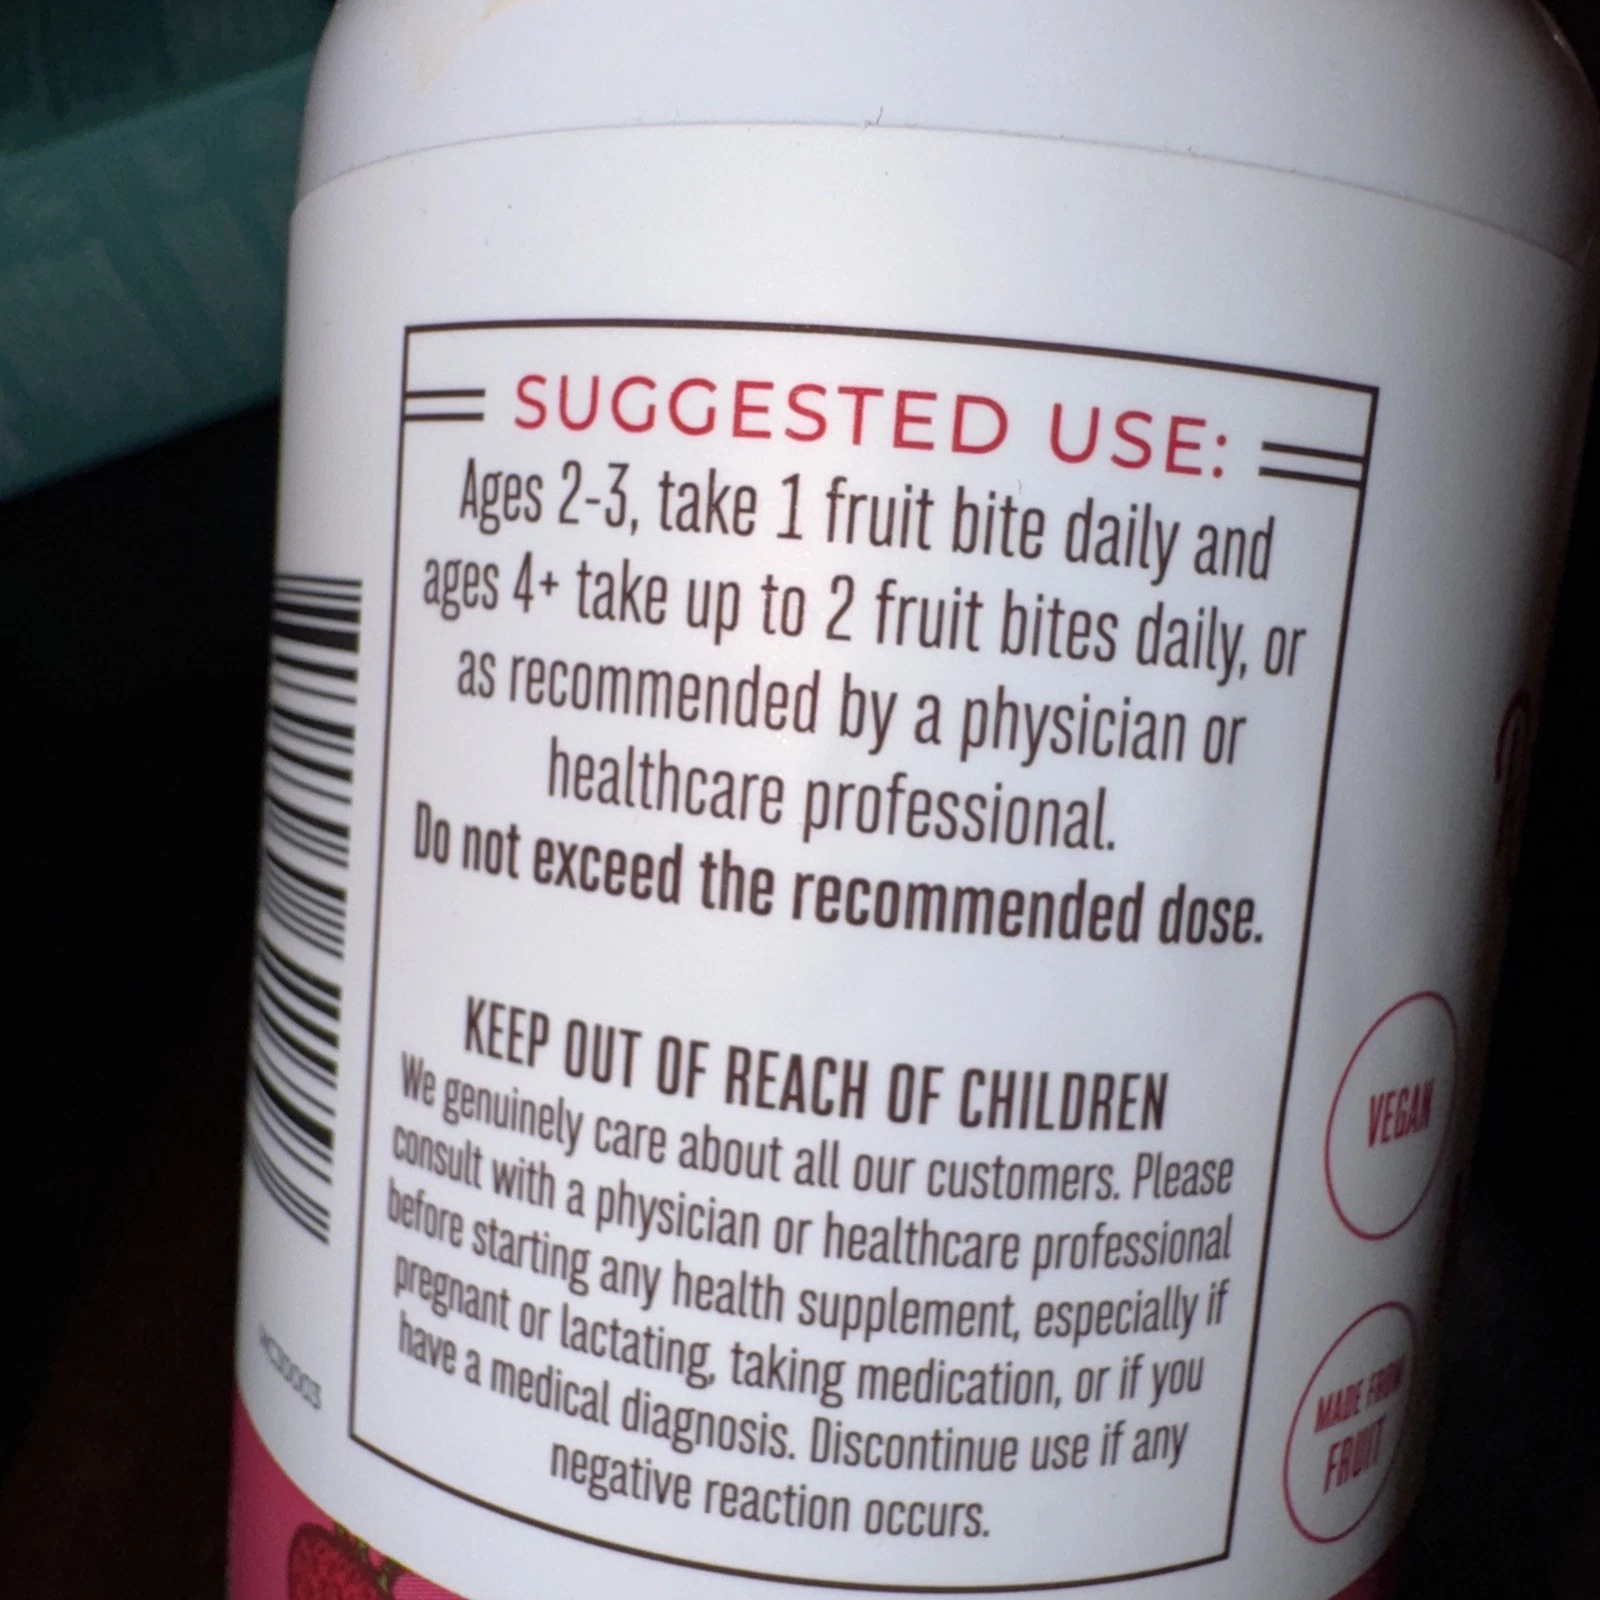 SUGGESTED USE:
Ages 2-3, take 1 fruit bite daily and
ages 4+ take up to 2 fruit bites daily, or
as recommended by a physician or
healthcare professional.
Do not exceed the recommended dose.
KEEP OUT OF REACH OF CHILDREN
We genuinely care about all our customers. Please
consult with a physician or healthcare professional
before starting any health supplement, especially if
pregnant or lactating, taking medication, or if you
have a medical diagnosis. Discontinue use if any
negative reaction occurs.
VEGAN
MADE FROM
FRUIT